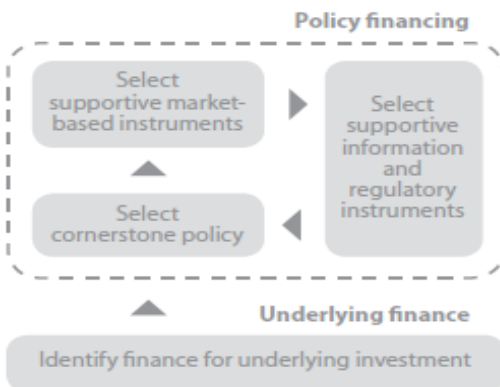 Policy financing
Select
supportive market-
based instruments
Select
supportive
information
and
regulatory
instruments
Select
cornerstone policy
Underlying finance
Identify finance for underlying investment